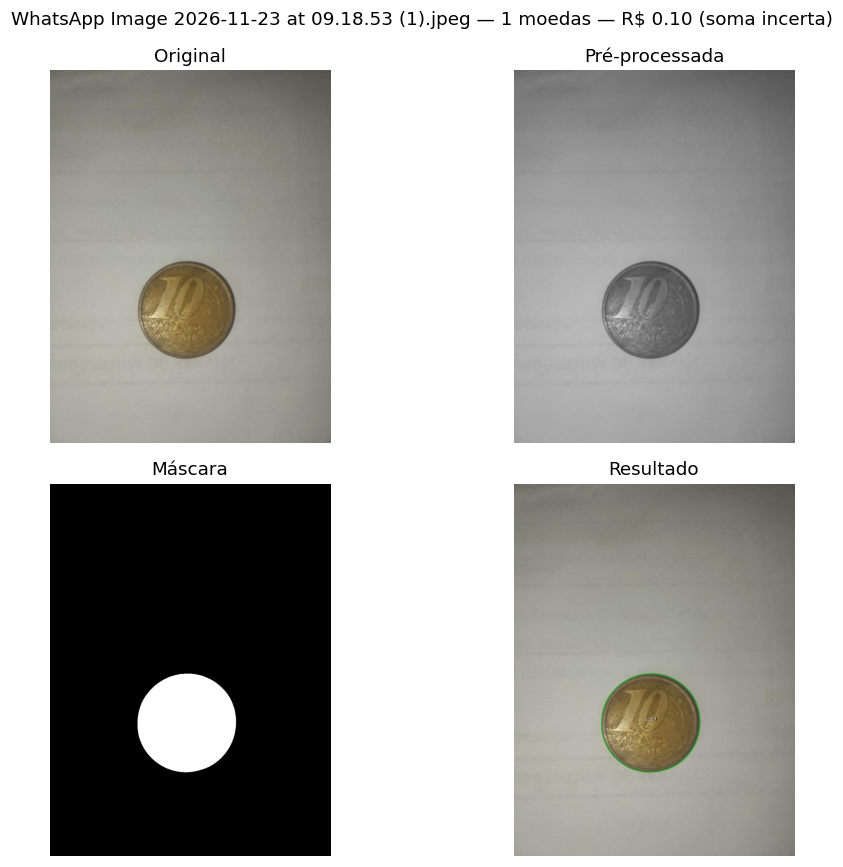 WhatsApp Image 2026-11-23 at 09.18.53 (1).jpeg — 1 moedas — R$ 0.10 (soma incerta)
Original
Pré-processada
10
10
Máscara
Resultado
10